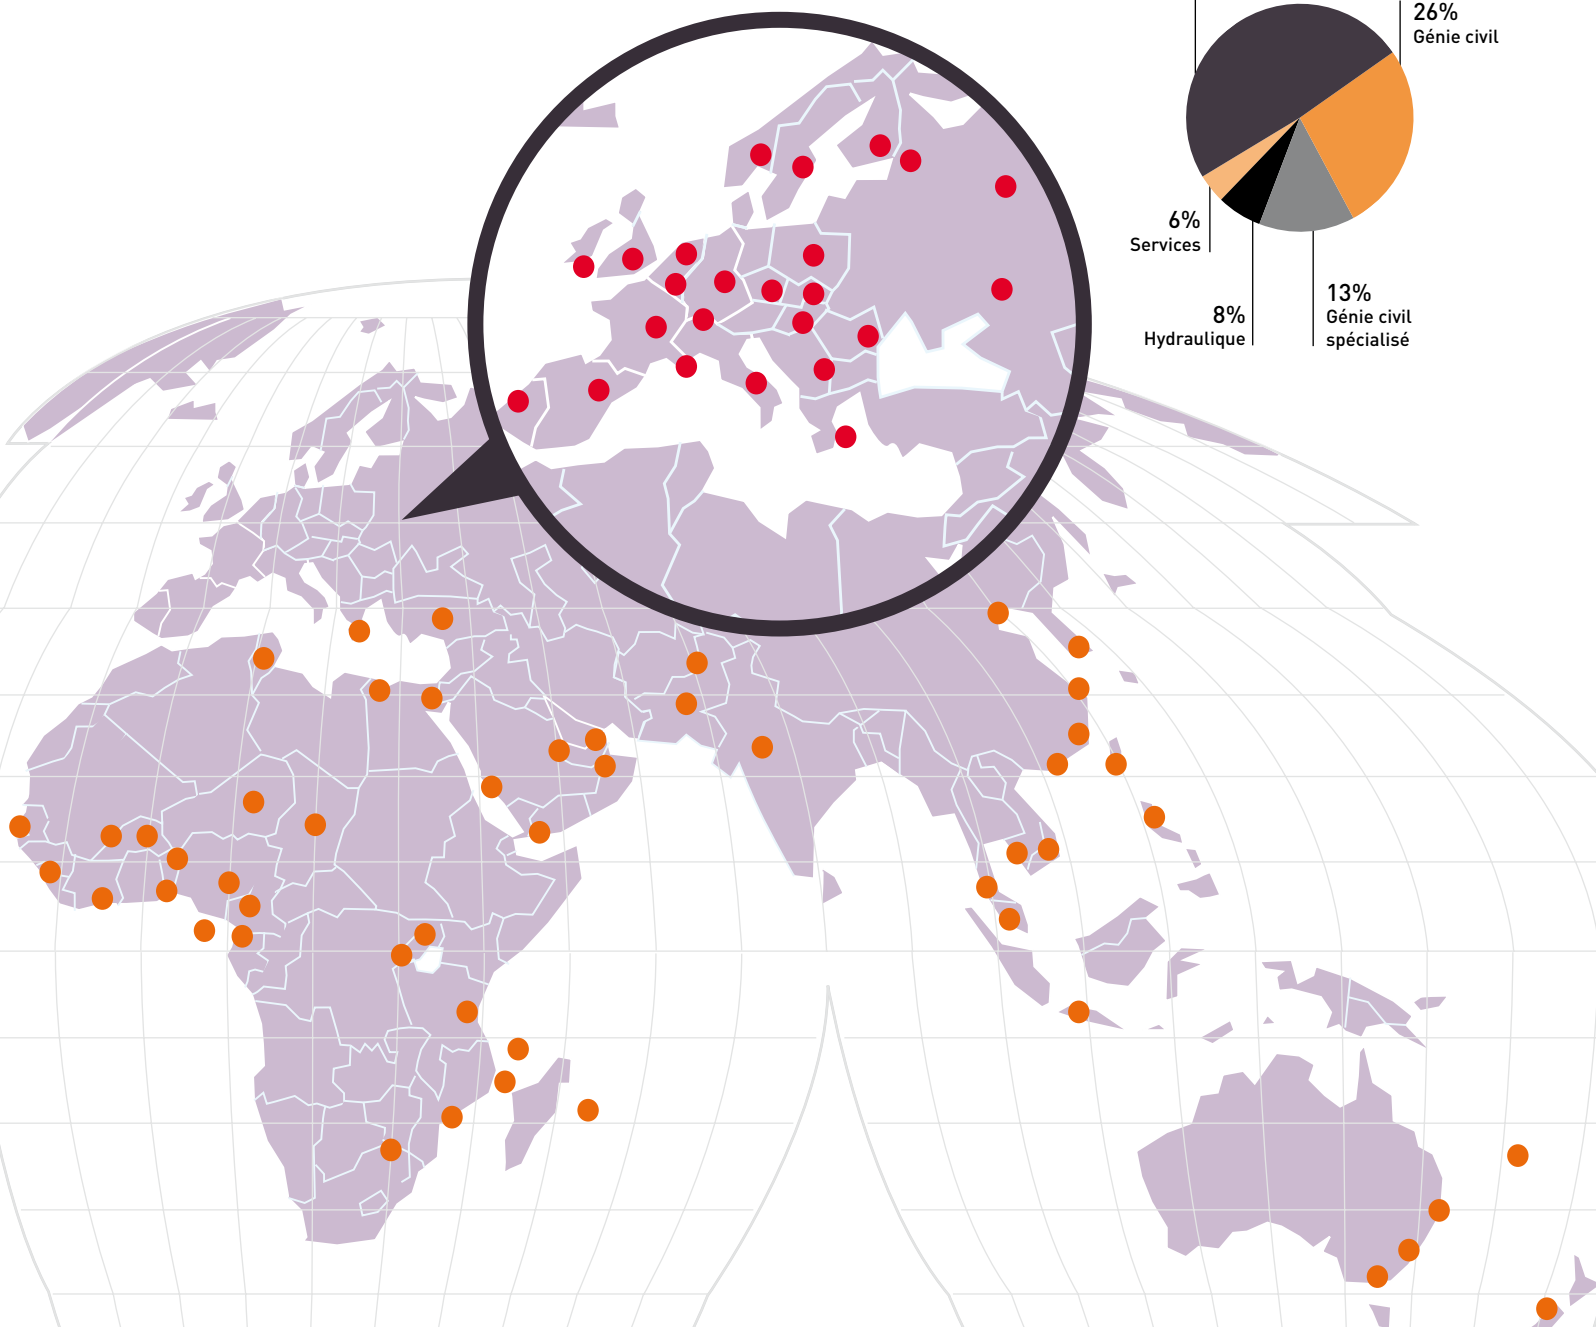 26%
Génie civil
6%
Services
8%
Hydraulique
13%
Génie civil
spécialisé